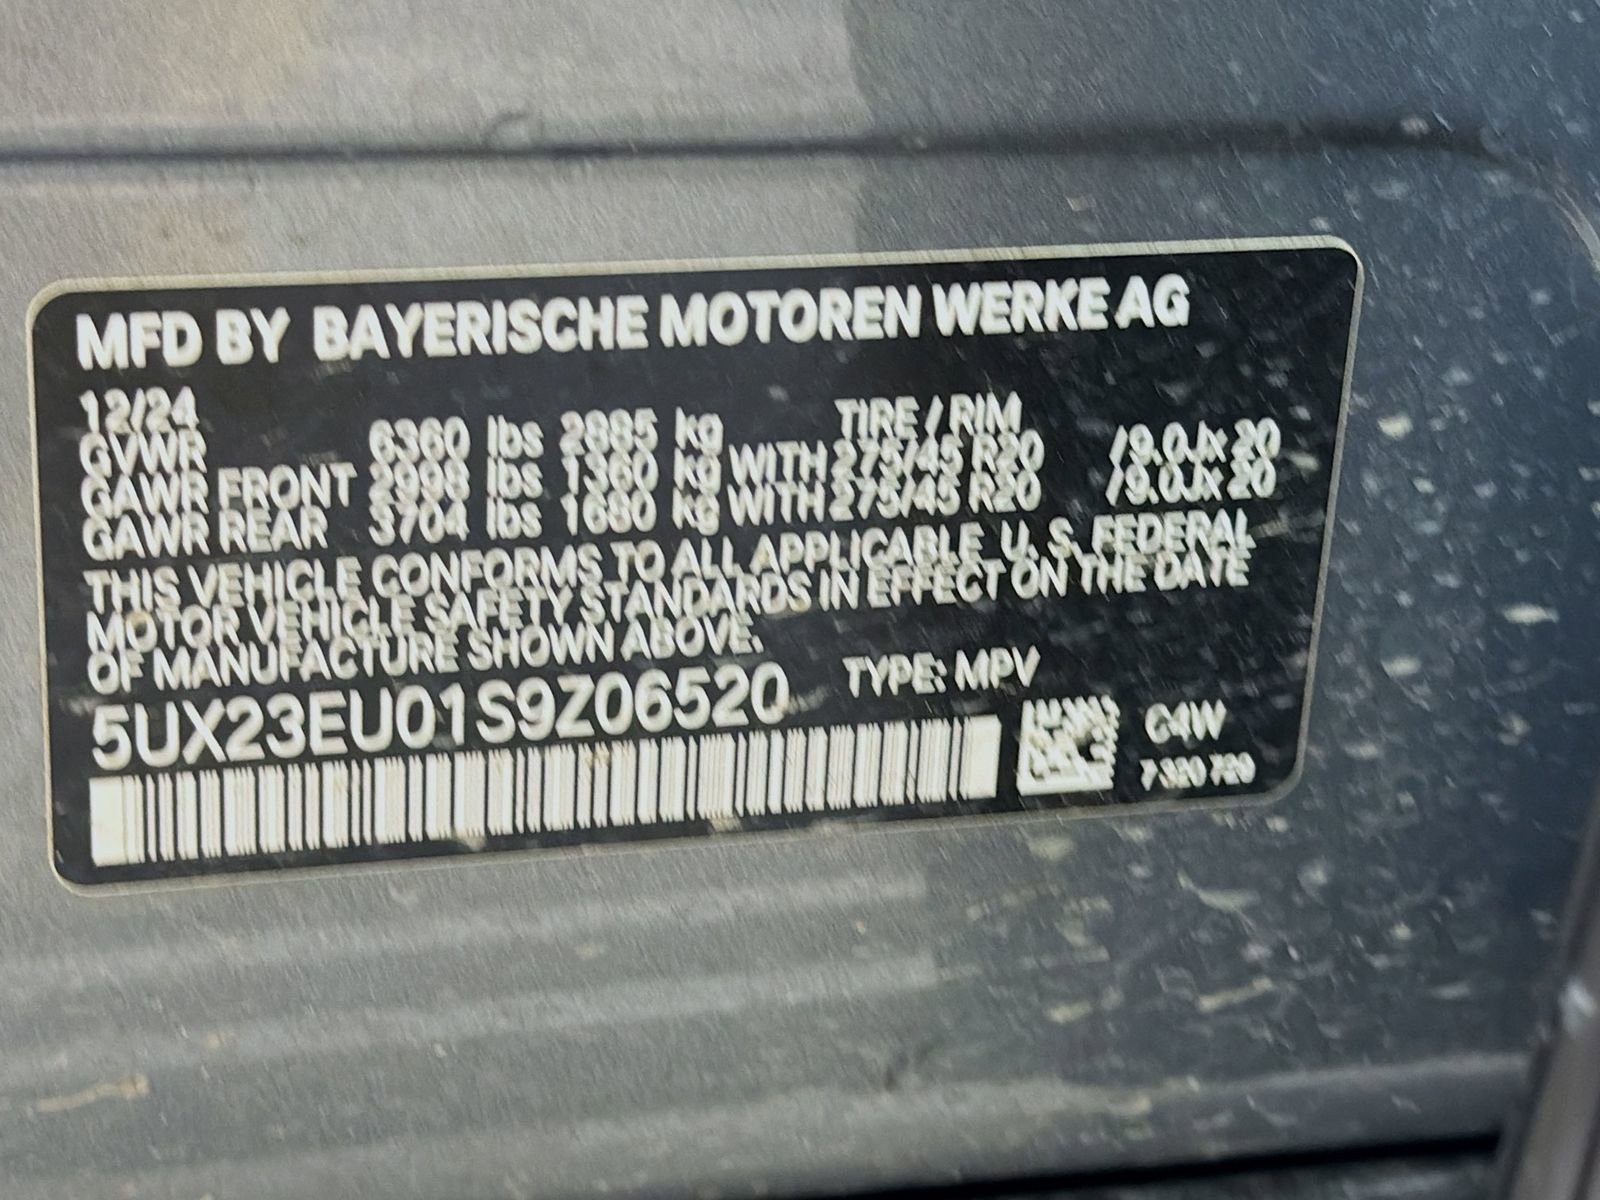 MFD BY BAYERISCHE MOTOREN WERKE AG
12/24 TIRE / RIM
GVWR 6360 lbs 2885 kg
GAWR FRONT 2998 lbs 1360 kg WITH 275/45 R20 /9.0Jx20
GAWR REAR 3704 lbs 1680 kg WITH 275/45 R20 /9.0Jx20
THIS VEHICLE CONFORMS TO ALL APPLICABLE U. S. FEDERAL
MOTOR VEHICLE SAFETY STANDARDS IN EFFECT ON THE DATE
OF MANUFACTURE SHOWN ABOVE.
5UX23EU01S9Z06520 TYPE: MPV